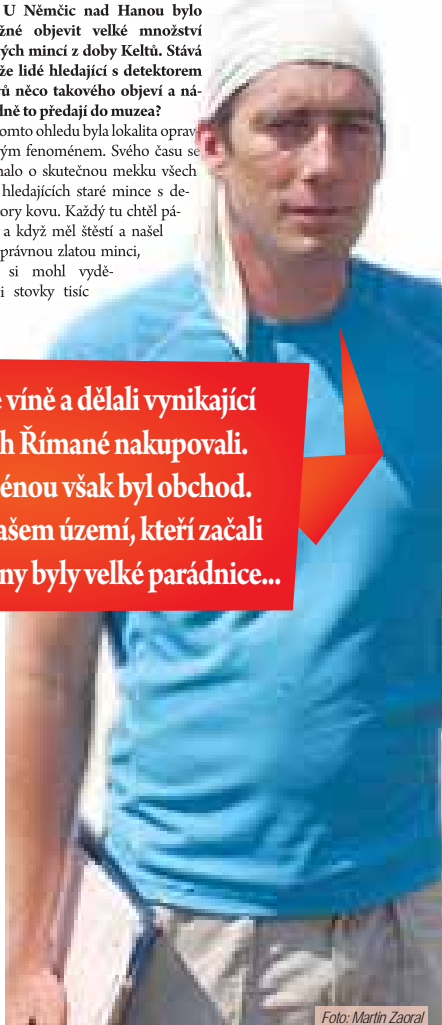 U Němčic nad Hanou bylo
žné objevit velké množství
ých mincí z doby Keltů. Stává
že lidé hledající s detektorem
ů něco takového objeví a ná-
lně to předají do muzea?
omto ohledu byla lokalita oprav
ým fenoménem. Svého času se
nalo o skutečnou mekku všech
hledajících staré mince s de-
ory kovu. Každý tu chtěl pá-
a když měl štěstí a našel
právnou zlatou minci,
si mohl vydě-
i stovky tisíc
e víně a dělali vynikající
h Římané nakupovali.
énou však byl obchod.
ašem území, kteří začali
ny byly velké parádnice...
Foto: Martin Zaoral